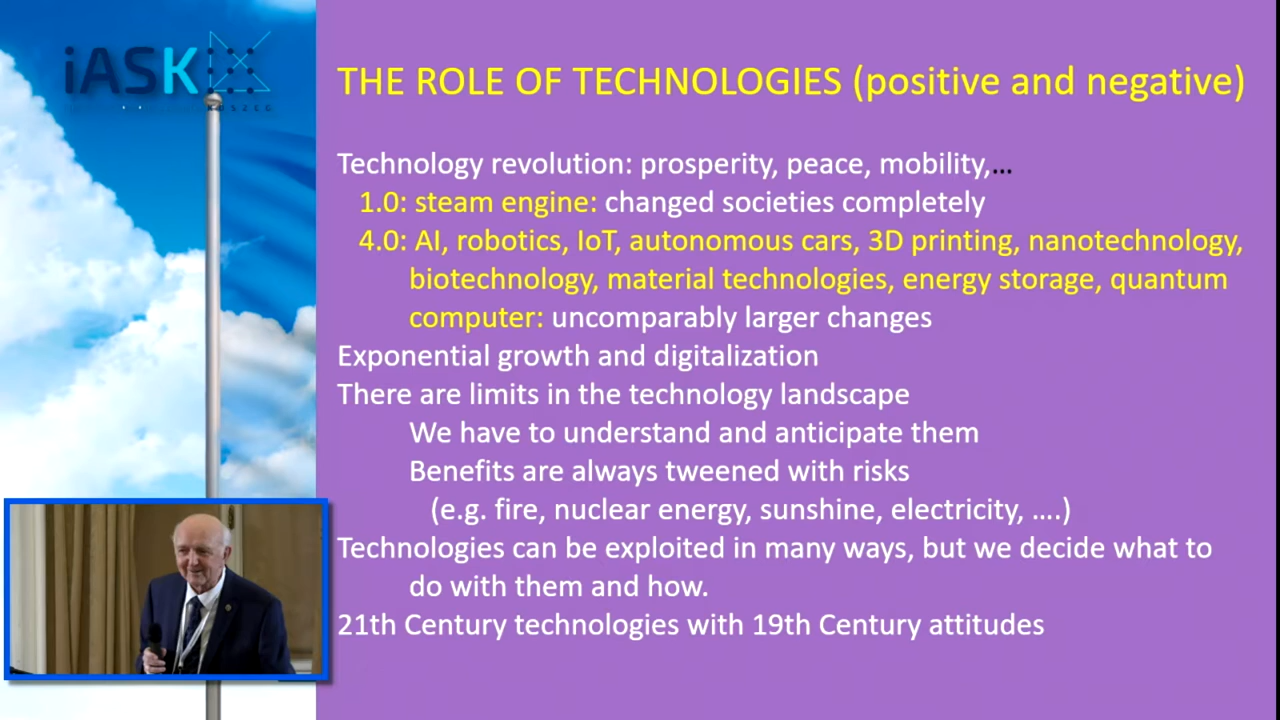 iASK
KŐSZEG
THE ROLE OF TECHNOLOGIES (positive and negative)
Technology revolution: prosperity, peace, mobility,…
1.0: steam engine: changed societies completely
4.0: AI, robotics, IoT, autonomous cars, 3D printing, nanotechnology,
biotechnology, material technologies, energy storage, quantum
computer: uncomparably larger changes
Exponential growth and digitalization
There are limits in the technology landscape
We have to understand and anticipate them
Benefits are always tweened with risks
(e.g. fire, nuclear energy, sunshine, electricity, ….)
Technologies can be exploited in many ways, but we decide what to
do with them and how.
21th Century technologies with 19th Century attitudes